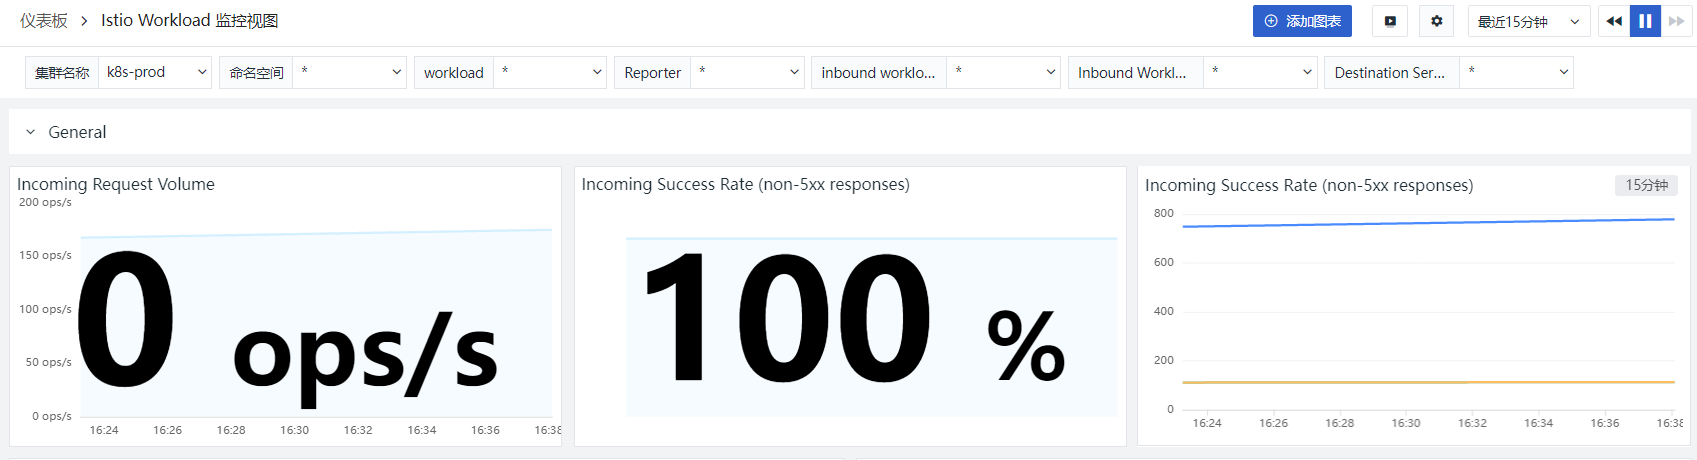 仪表板 > Istio Workload 监控视图
添加图表
最近15分钟
集群名称 k8s-prod
命名空间 *
workload *
Reporter *
inbound worklo... *
Inbound Workl... *
Destination Ser... *
General
Incoming Request Volume
200 ops/s
150 ops/s
100 ops/s
50 ops/s
0 ops/s
0 ops/s
16:24 16:26 16:28 16:30 16:32 16:34 16:36 16:38
Incoming Success Rate (non-5xx responses)
100 %
Incoming Success Rate (non-5xx responses)
15分钟
800
600
400
200
0
16:24 16:26 16:28 16:30 16:32 16:34 16:36 16:38